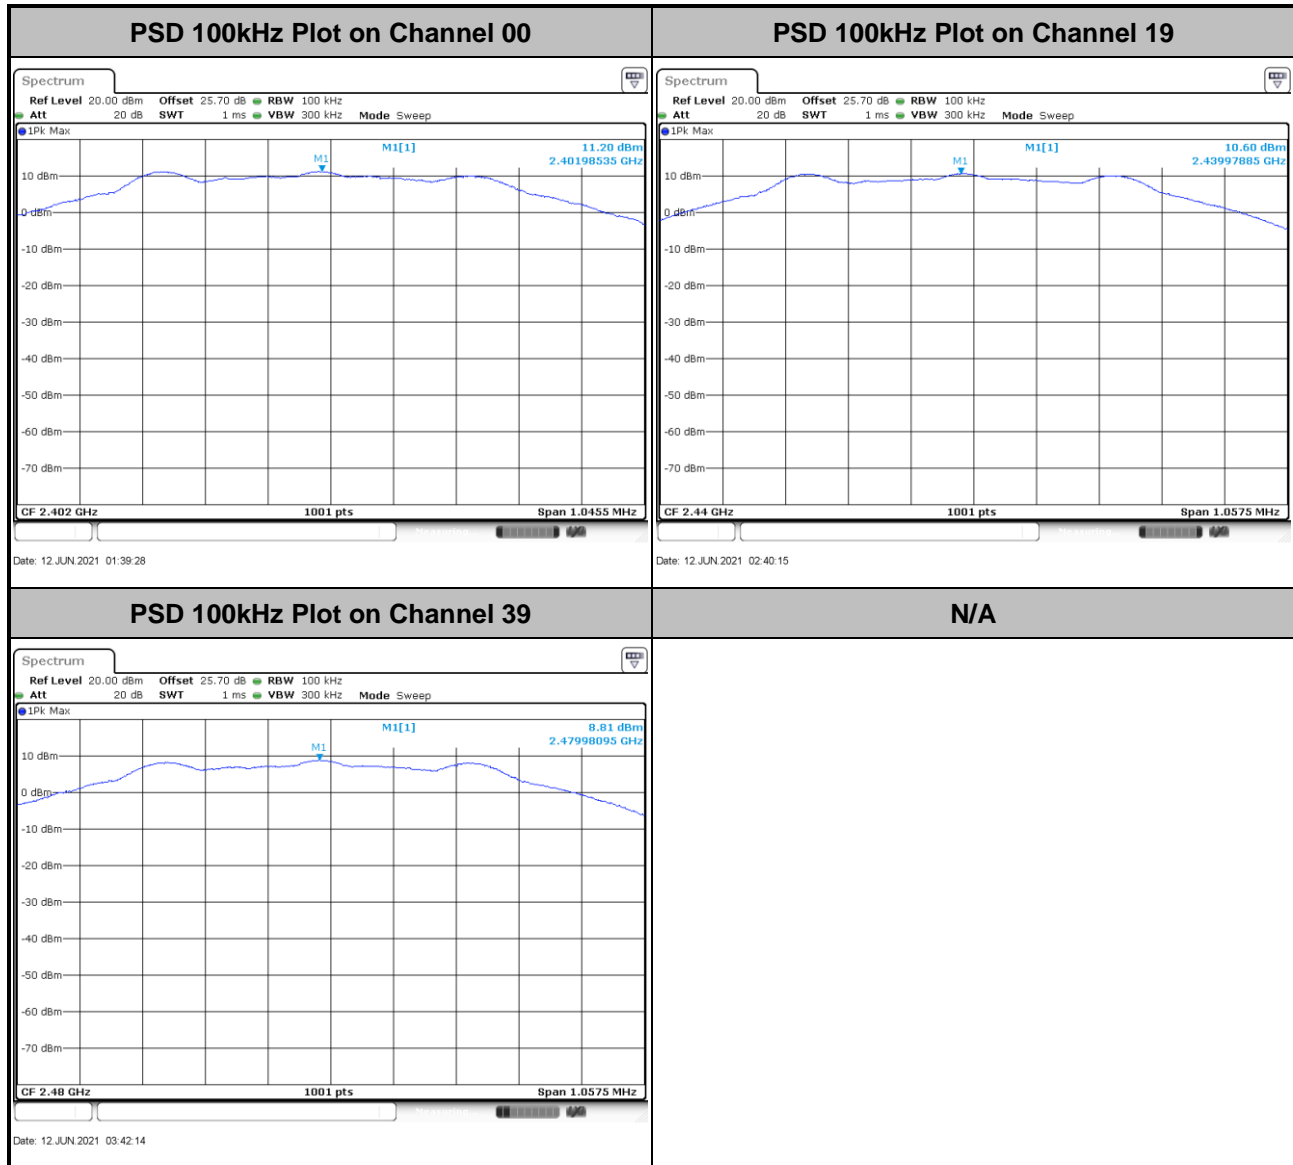 PSD 100kHz Plot on Channel 00
PSD 100kHz Plot on Channel 19
Spectrum
Ref Level 20.00 dBm Offset 25.70 dB RBW 100 kHz
Att 20 dB SWT 1 ms VBW 300 kHz Mode Sweep
1Pk Max
M1[1] 11.20 dBm
2.40198535 GHz
M1
10 dBm
0 dBm
-10 dBm
-20 dBm
-30 dBm
-40 dBm
-50 dBm
-60 dBm
-70 dBm
CF 2.402 GHz 1001 pts Span 1.0455 MHz
Measuring
Date: 12.JUN.2021 01:39:28
Spectrum
Ref Level 20.00 dBm Offset 25.70 dB RBW 100 kHz
Att 20 dB SWT 1 ms VBW 300 kHz Mode Sweep
1Pk Max
M1[1] 10.60 dBm
2.43997885 GHz
M1
10 dBm
0 dBm
-10 dBm
-20 dBm
-30 dBm
-40 dBm
-50 dBm
-60 dBm
-70 dBm
CF 2.44 GHz 1001 pts Span 1.0575 MHz
Measuring
Date: 12.JUN.2021 02:40:15
PSD 100kHz Plot on Channel 39
N/A
Spectrum
Ref Level 20.00 dBm Offset 25.70 dB RBW 100 kHz
Att 20 dB SWT 1 ms VBW 300 kHz Mode Sweep
1Pk Max
M1[1] 8.81 dBm
2.47998095 GHz
M1
10 dBm
0 dBm
-10 dBm
-20 dBm
-30 dBm
-40 dBm
-50 dBm
-60 dBm
-70 dBm
CF 2.48 GHz 1001 pts Span 1.0575 MHz
Measuring
Date: 12.JUN.2021 03:42:14